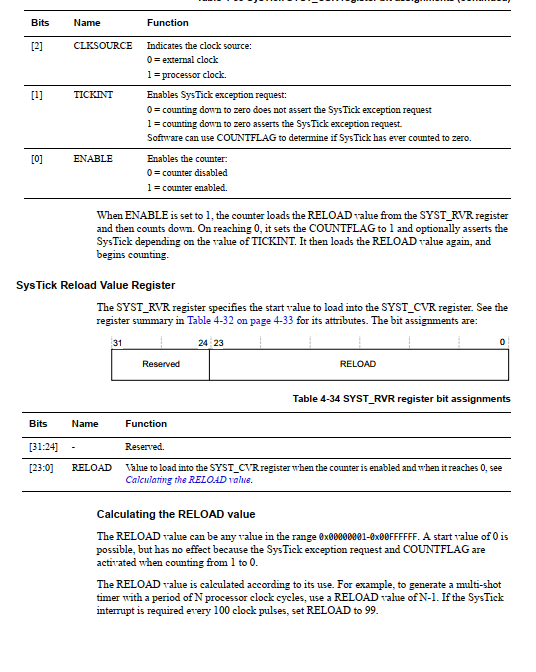 Bits Name Function
[2] CLKSOURCE Indicates the clock source:
0 = external clock
1 = processor clock.
[1] TICKINT Enables SysTick exception request:
0 = counting down to zero does not assert the SysTick exception request
1 = counting down to zero asserts the SysTick exception request.
Software can use COUNTFLAG to determine if SysTick has ever counted to zero.
[0] ENABLE Enables the counter:
0 = counter disabled
1 = counter enabled.
When ENABLE is set to 1, the counter loads the RELOAD value from the SYST_RVR register
and then counts down. On reaching 0, it sets the COUNTFLAG to 1 and optionally asserts the
SysTick depending on the value of TICKINT. It then loads the RELOAD value again, and
begins counting.
SysTick Reload Value Register
The SYST_RVR register specifies the start value to load into the SYST_CVR register. See the
register summary in Table 4-32 on page 4-33 for its attributes. The bit assignments are:
31 24 23 0
Reserved RELOAD
Table 4-34 SYST_RVR register bit assignments
Bits Name Function
[31:24] - Reserved.
[23:0] RELOAD Value to load into the SYST_CVR register when the counter is enabled and when it reaches 0, see
Calculating the RELOAD value.
Calculating the RELOAD value
The RELOAD value can be any value in the range 0x00000001-0x00FFFFFF. A start value of 0 is
possible, but has no effect because the SysTick exception request and COUNTFLAG are
activated when counting from 1 to 0.
The RELOAD value is calculated according to its use. For example, to generate a multi-shot
timer with a period of N processor clock cycles, use a RELOAD value of N-1. If the SysTick
interrupt is required every 100 clock pulses, set RELOAD to 99.